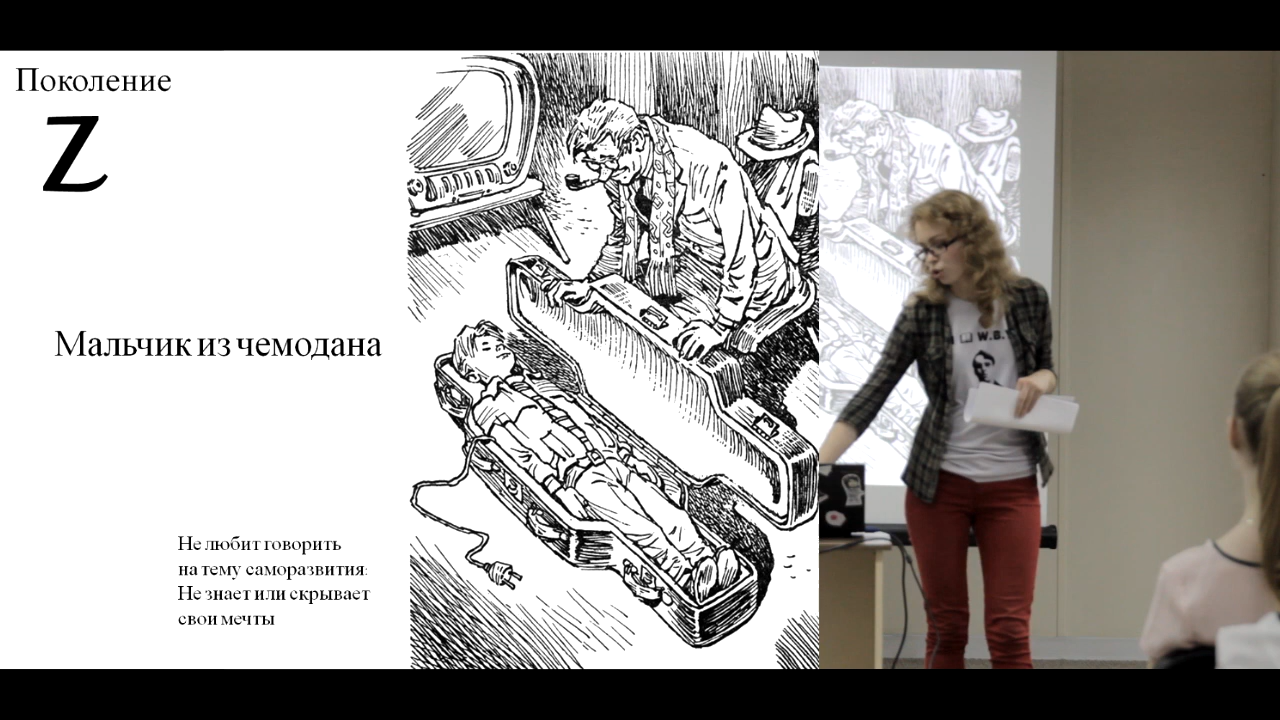 Поколение
Z
Мальчик из чемодана
Не любит говорить
на тему саморазвития:
Не знает или скрывает
свои мечты
W.B.